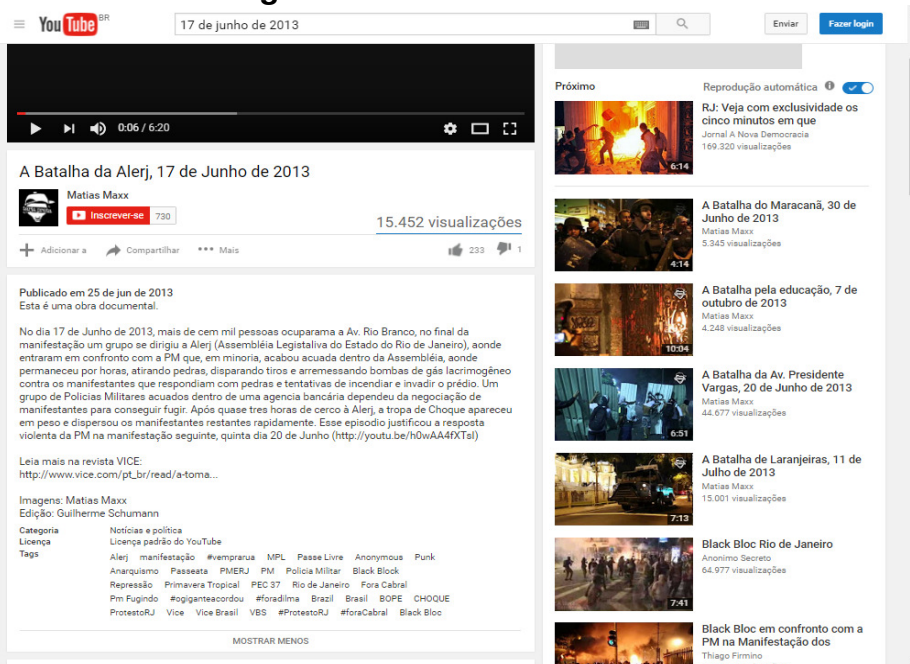 YouTube BR
17 de junho de 2013
Enviar
Fazer login
0:06 / 6:20
A Batalha da Alerj, 17 de Junho de 2013
Matias Maxx
Inscrever-se 730
15.452 visualizações
Adicionar a Compartilhar Mais
233 1
Publicado em 25 de jun de 2013
Esta é uma obra documental.
No dia 17 de Junho de 2013, mais de cem mil pessoas ocuparama a Av. Rio Branco, no final da
manifestação um grupo se dirigiu a Alerj (Assembléia Legistaliva do Estado do Rio de Janeiro), aonde
entraram em confronto com a PM que, em minoria, acabou acuada dentro da Assembléia, aonde
permaneceu por horas, atirando pedras, disparando tiros e arremessando bombas de gás lacrimogêneo
contra os manifestantes que respondiam com pedras e tentativas de incendiar e invadir o prédio. Um
grupo de Policias Militares acuados dentro de uma agencia bancária dependeu da negociação de
manifestantes para conseguir fugir. Após quase tres horas de cerco à Alerj, a tropa de Choque apareceu
em peso e dispersou os manifestantes restantes rapidamente. Esse episodio justificou a resposta
violenta da PM na manifestação seguinte, quinta dia 20 de Junho (http://youtu.be/h0wAA4fXTsI)
Leia mais na revista VICE:
http://www.vice.com/pt_br/read/a-toma...
Imagens: Matias Maxx
Edição: Guilherme Schumann
Categoria Notícias e política
Licença Licença padrão do YouTube
Tags Alerj manifestação #vemprarua MPL Passe Livre Anonymous Punk
Anarquismo Passeata PMERJ PM Policia Militar Black Block
Repressão Primavera Tropical PEC 37 Rio de Janeiro Fora Cabral
Pm Fugindo #ogiganteacordou #foradilma Brazil Brasil BOPE CHOQUE
ProtestoRJ Vice Vice Brasil VBS #ProtestoRJ #foraCabral Black Bloc
MOSTRAR MENOS
Próximo Reprodução automática
RJ: Veja com exclusividade os
cinco minutos em que
Jornal A Nova Democracia
169.320 visualizações
6:14
A Batalha do Maracanã, 30 de
Junho de 2013
Matias Maxx
5.345 visualizações
4:14
A Batalha pela educação, 7 de
outubro de 2013
Matias Maxx
4.248 visualizações
10:04
A Batalha da Av. Presidente
Vargas, 20 de Junho de 2013
Matias Maxx
44.677 visualizações
6:51
A Batalha de Laranjeiras, 11 de
Julho de 2013
Matias Maxx
15.001 visualizações
7:13
Black Bloc Rio de Janeiro
Anonimo Secreto
64.977 visualizações
7:41
Black Bloc em confronto com a
PM na Manifestação dos
Thiago Firmino